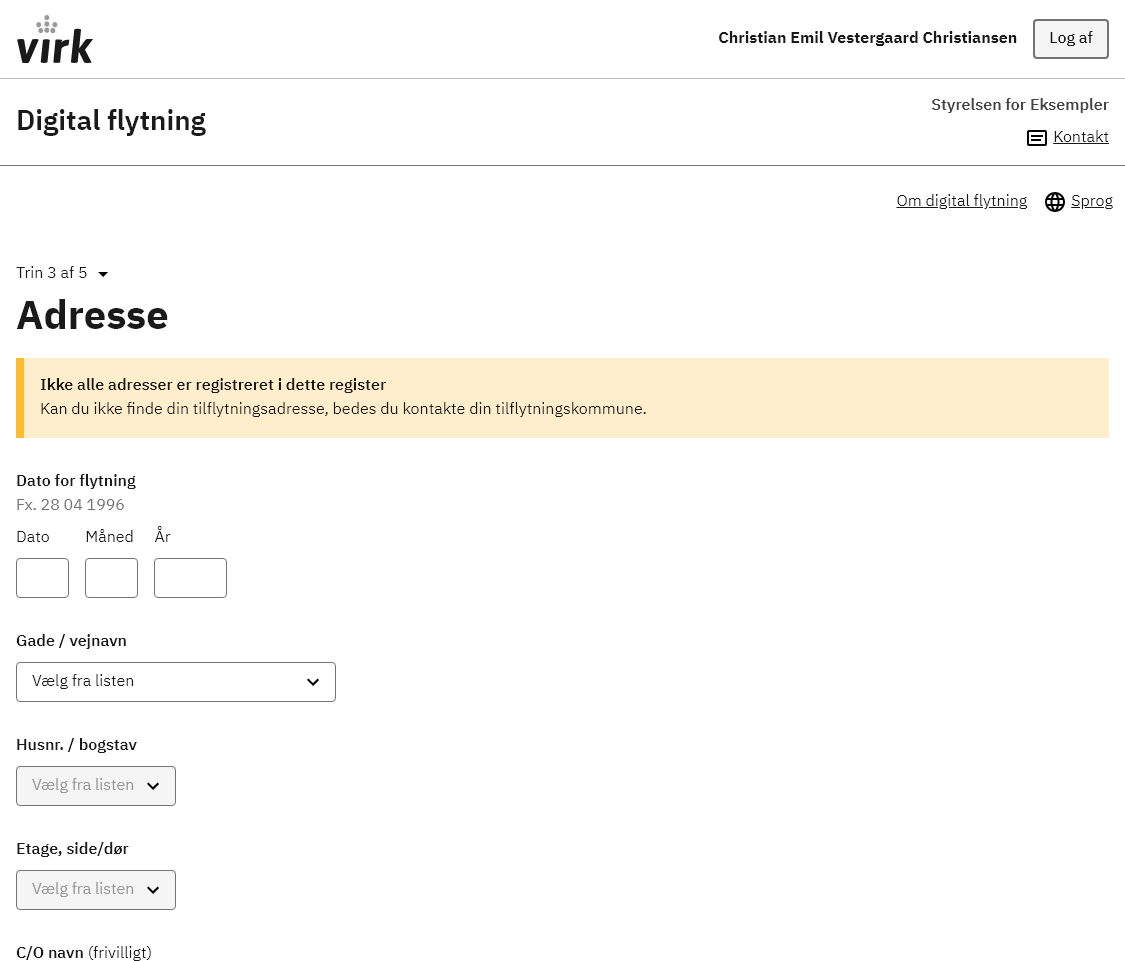 virk
Christian Emil Vestergaard Christiansen
Log af
Digital flytning
Styrelsen for Eksempler
Kontakt
Om digital flytning
Sprog
Trin 3 af 5
Adresse
Ikke alle adresser er registreret i dette register
Kan du ikke finde din tilflytningsadresse, bedes du kontakte din tilflytningskommune.
Dato for flytning
Fx. 28 04 1996
Dato Måned År
Gade / vejnavn
Vælg fra listen
Husnr. / bogstav
Vælg fra listen
Etage, side/dør
Vælg fra listen
C/O navn (frivilligt)